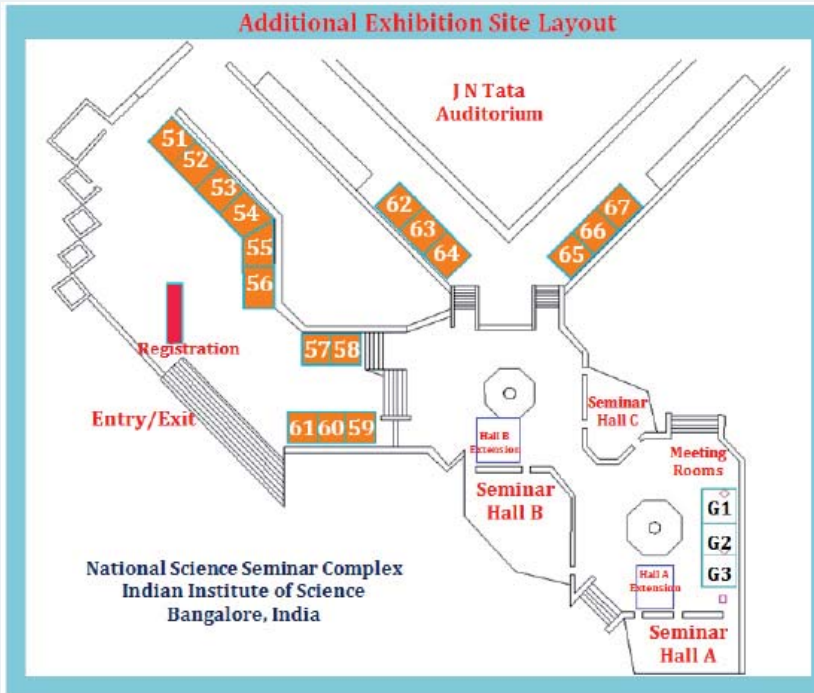 Additional Exhibition Site Layout
J N Tata
Auditorium
51
52
53
54
55
56
62
63
64
67
66
65
Registration
57 58
Entry/Exit
61 60 59
Seminar
Hall C
Hall B
Extension
Meeting
Rooms
Seminar
Hall B
G1
G2
G3
Hall A
Extension
National Science Seminar Complex
Indian Institute of Science
Bangalore, India
Seminar
Hall A